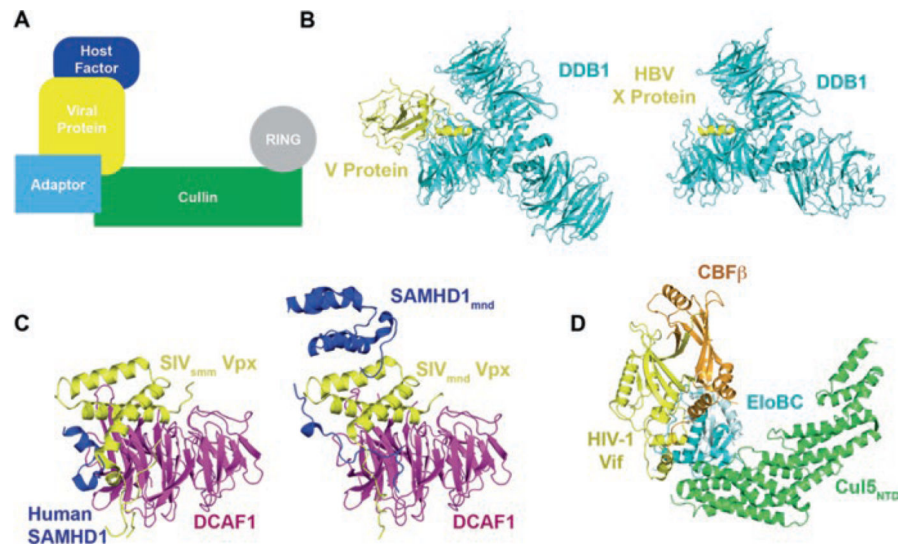 A
Host
Factor
Viral
Protein
Adaptor
Cullin
RING
B
DDB1
V Protein
HBV
X Protein
DDB1
C
SIVsmm Vpx
Human
SAMHD1
DCAF1
SAMHD1mnd
SIVmnd Vpx
DCAF1
D
CBFβ
EloBC
HIV-1
Vif
Cul5NTD